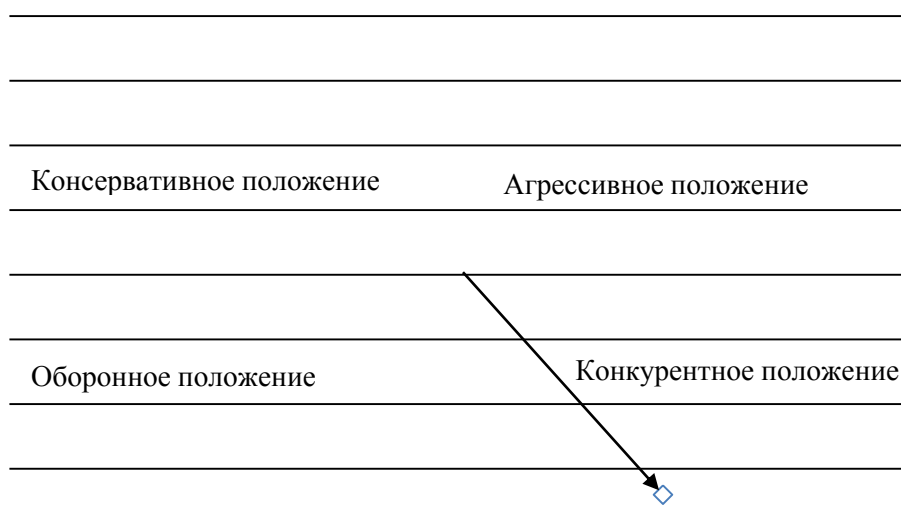 Консервативное положение
Агрессивное положение
Оборонное положение
Конкурентное положение